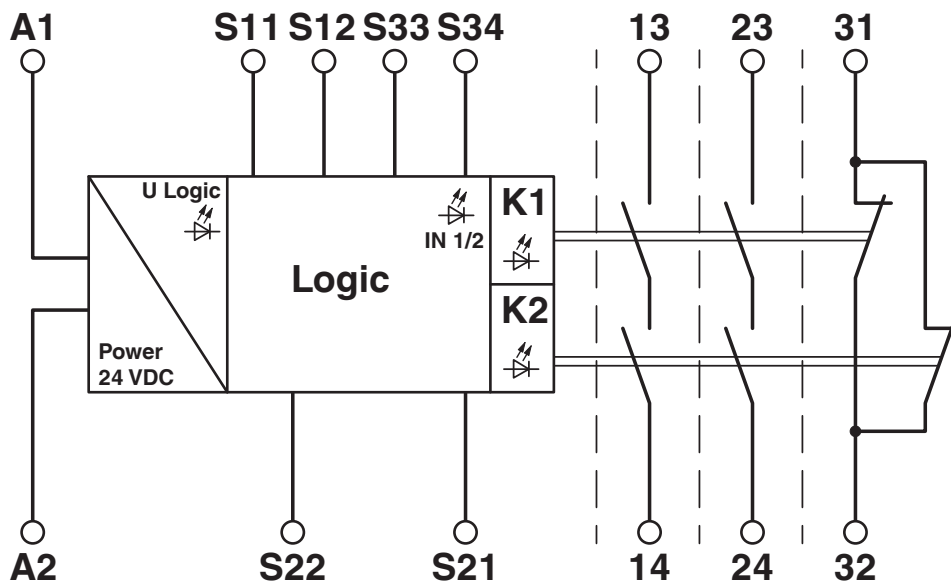 A1 S11 S12 S33 S34 13 23 31
U Logic
K1
IN 1/2
Logic
K2
Power
24 VDC
A2 S22 S21 14 24 32